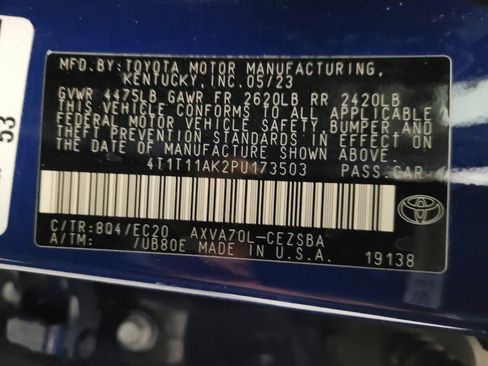 MFD.BY:TOYOTA MOTOR MANUFACTURING,
KENTUCKY,INC.05/23
GVWR 4475LB GAWR FR 2620LB RR 2420LB
THIS VEHICLE CONFORMS TO ALL APPLICABLE
FEDERAL MOTOR VEHICLE SAFETY,BUMPER,AND
THEFT PREVENTION STANDARDS IN EFFECT ON
THE DATE OF MANUFACTURE SHOWN ABOVE.
4T1T11AK2PU173503 PASS.CAR
C/TR:8Q4/EC20 AXVA70L-CEZSBA
A/TM: /UB80E MADE IN U.S.A. 19138
53